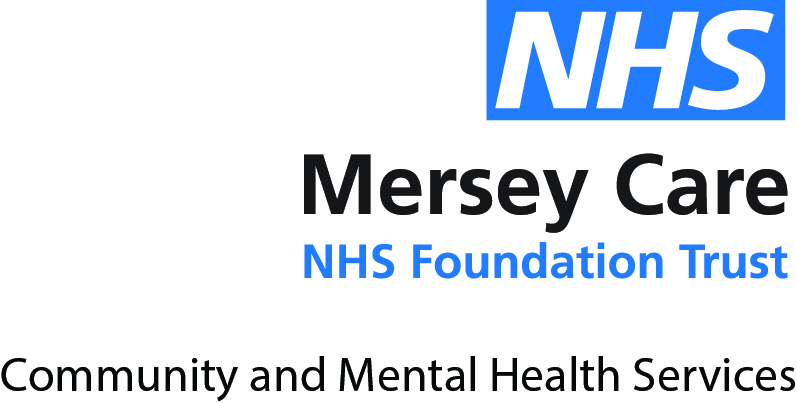 NHS
Mersey Care
NHS Foundation Trust
Community and Mental Health Services